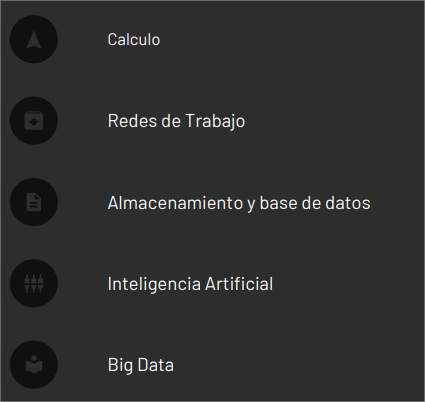 Calculo
Redes de Trabajo
Almacenamiento y base de datos
Inteligencia Artificial
Big Data